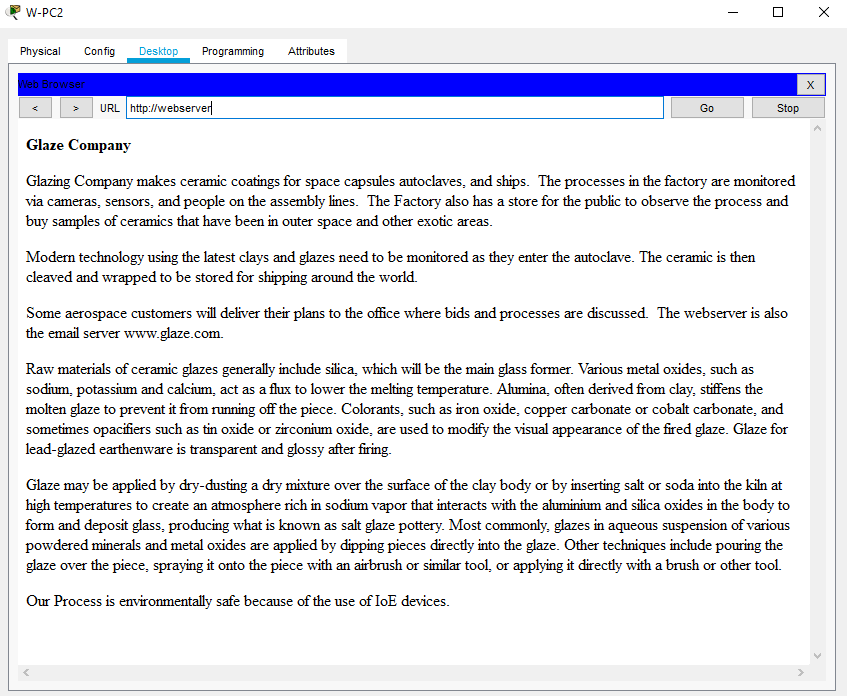 W-PC2
Physical Config Desktop Programming Attributes
Web Browser X
< > URL http://webserver Go Stop
Glaze Company
Glazing Company makes ceramic coatings for space capsules autoclaves, and ships.  The processes in the factory are monitored
via cameras, sensors, and people on the assembly lines.  The Factory also has a store for the public to observe the process and
buy samples of ceramics that have been in outer space and other exotic areas.
Modern technology using the latest clays and glazes need to be monitored as they enter the autoclave. The ceramic is then
cleaved and wrapped to be stored for shipping around the world.
Some aerospace customers will deliver their plans to the office where bids and processes are discussed.  The webserver is also
the email server www.glaze.com.
Raw materials of ceramic glazes generally include silica, which will be the main glass former. Various metal oxides, such as
sodium, potassium and calcium, act as a flux to lower the melting temperature. Alumina, often derived from clay, stiffens the
molten glaze to prevent it from running off the piece. Colorants, such as iron oxide, copper carbonate or cobalt carbonate, and
sometimes opacifiers such as tin oxide or zirconium oxide, are used to modify the visual appearance of the fired glaze. Glaze for
lead-glazed earthenware is transparent and glossy after firing.
Glaze may be applied by dry-dusting a dry mixture over the surface of the clay body or by inserting salt or soda into the kiln at
high temperatures to create an atmosphere rich in sodium vapor that interacts with the aluminium and silica oxides in the body to
form and deposit glass, producing what is known as salt glaze pottery. Most commonly, glazes in aqueous suspension of various
powdered minerals and metal oxides are applied by dipping pieces directly into the glaze. Other techniques include pouring the
glaze over the piece, spraying it onto the piece with an airbrush or similar tool, or applying it directly with a brush or other tool.
Our Process is environmentally safe because of the use of IoE devices.